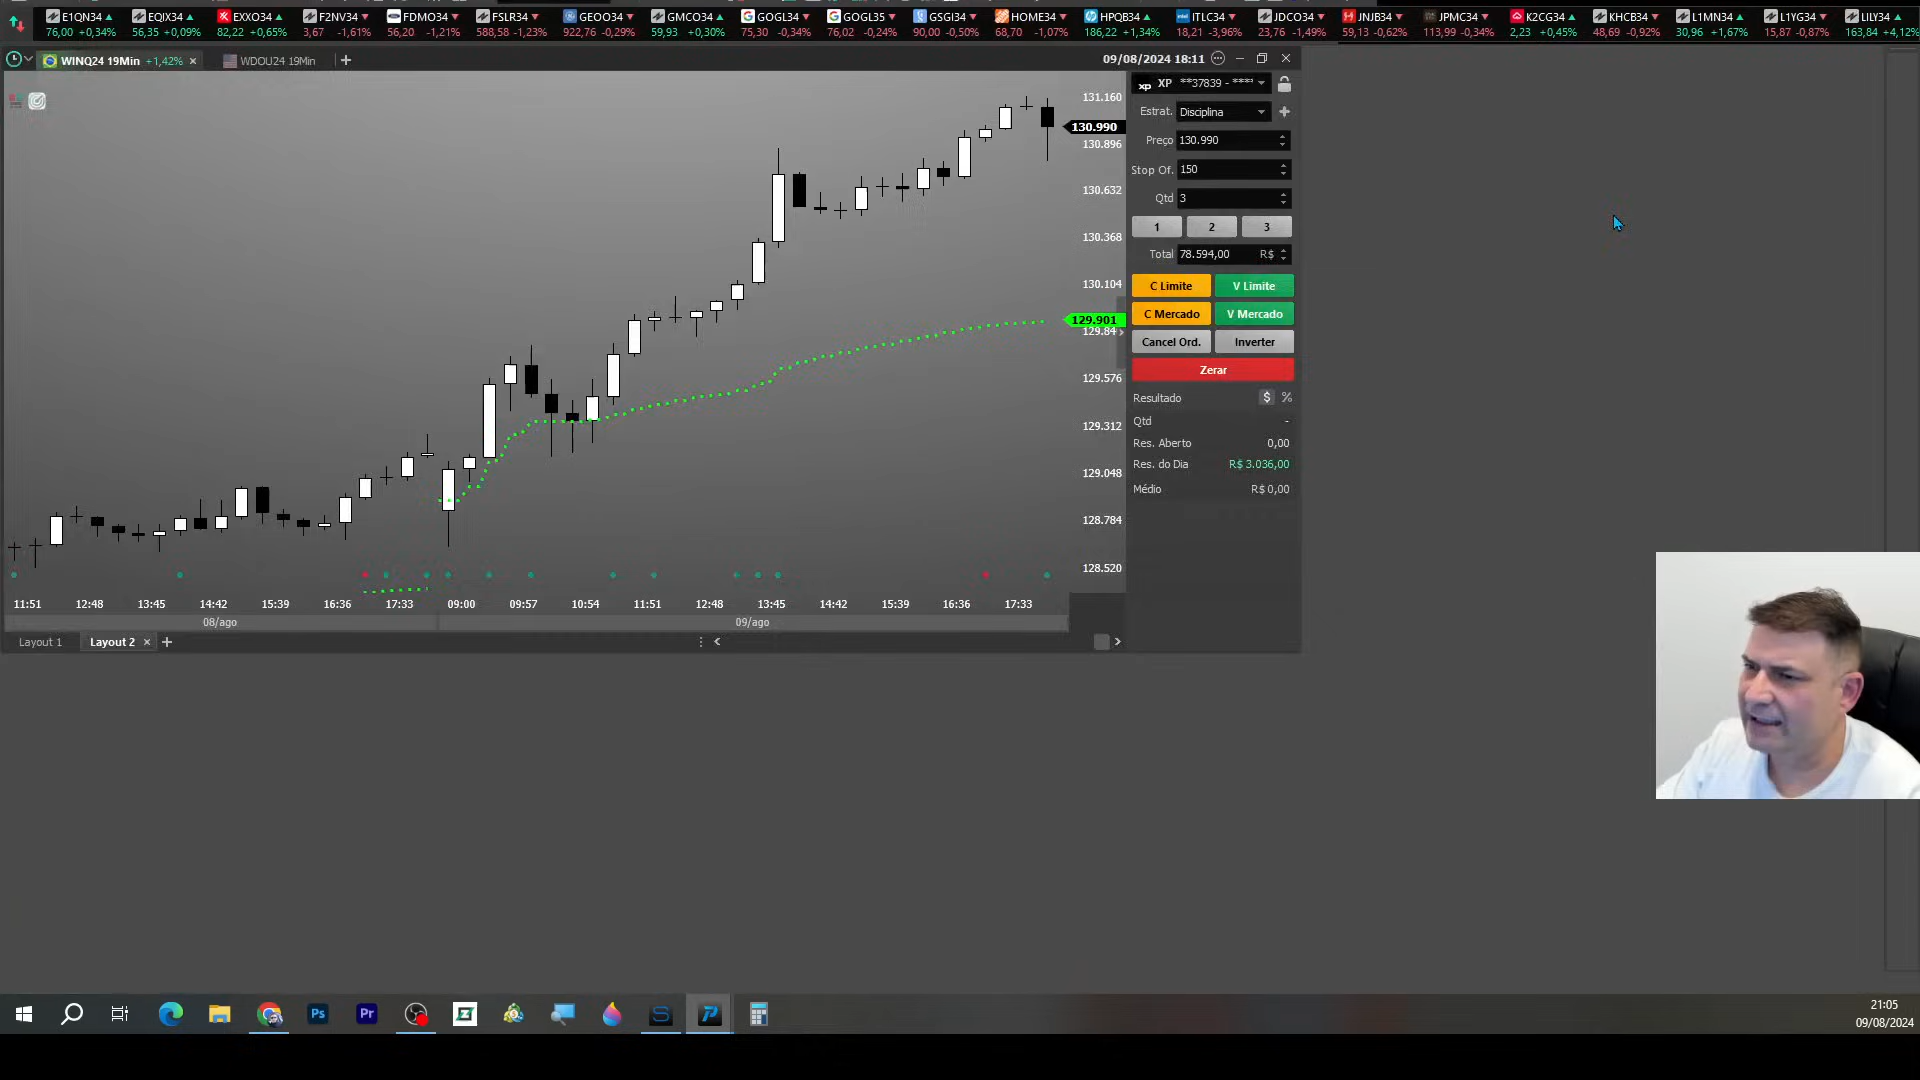 E1QN34 EQIX34 EXXO34 F2NV34 FDMO34 FSLR34 GEOO34 GMCO34 GOGL34 GOGL35 GSGI34 HOME34 HPQB34 ITLC34 JDCO34 JNJB34 JPMC34 K2CG34 KHCB34 L1MN34 L1YG34 LILY34
76,00 +0,34% 56,35 +0,09% 82,22 +0,65% 3,67 -1,61% 56,20 -1,21% 588,58 -1,23% 922,76 -0,29% 59,93 +0,30% 75,30 -0,34% 76,02 -0,24% 90,00 -0,50% 68,70 -1,07% 186,22 +1,34% 18,21 -3,96% 23,76 -1,49% 59,13 -0,62% 113,99 -0,34% 2,23 +0,45% 48,69 -0,92% 30,96 +1,67% 15,87 -0,87% 163,84 +4,12%
WINQ24 19Min +1,42% × WDOU24 19Min + 09/08/2024 18:11
XP **37839 - ****
Estrat. Disciplina
Preço 130.990
Stop Of. 150
Qtd 3
1 2 3
Total 78.594,00 R$
C Limite V Limite
C Mercado V Mercado
Cancel Ord. Inverter
Zerar
Resultado $ %
Qtd -
Res. Aberto 0,00
Res. do Dia R$ 3.036,00
Médio R$ 0,00
131.160
130.990
130.896
130.632
130.368
130.104
129.901
129.84
129.576
129.312
129.048
128.784
128.520
11:51 12:48 13:45 14:42 15:39 16:36 17:33 09:00 09:57 10:54 11:51 12:48 13:45 14:42 15:39 16:36 17:33
08/ago 09/ago
Layout 1 Layout 2 × +
Ps Pr
21:05
09/08/2024